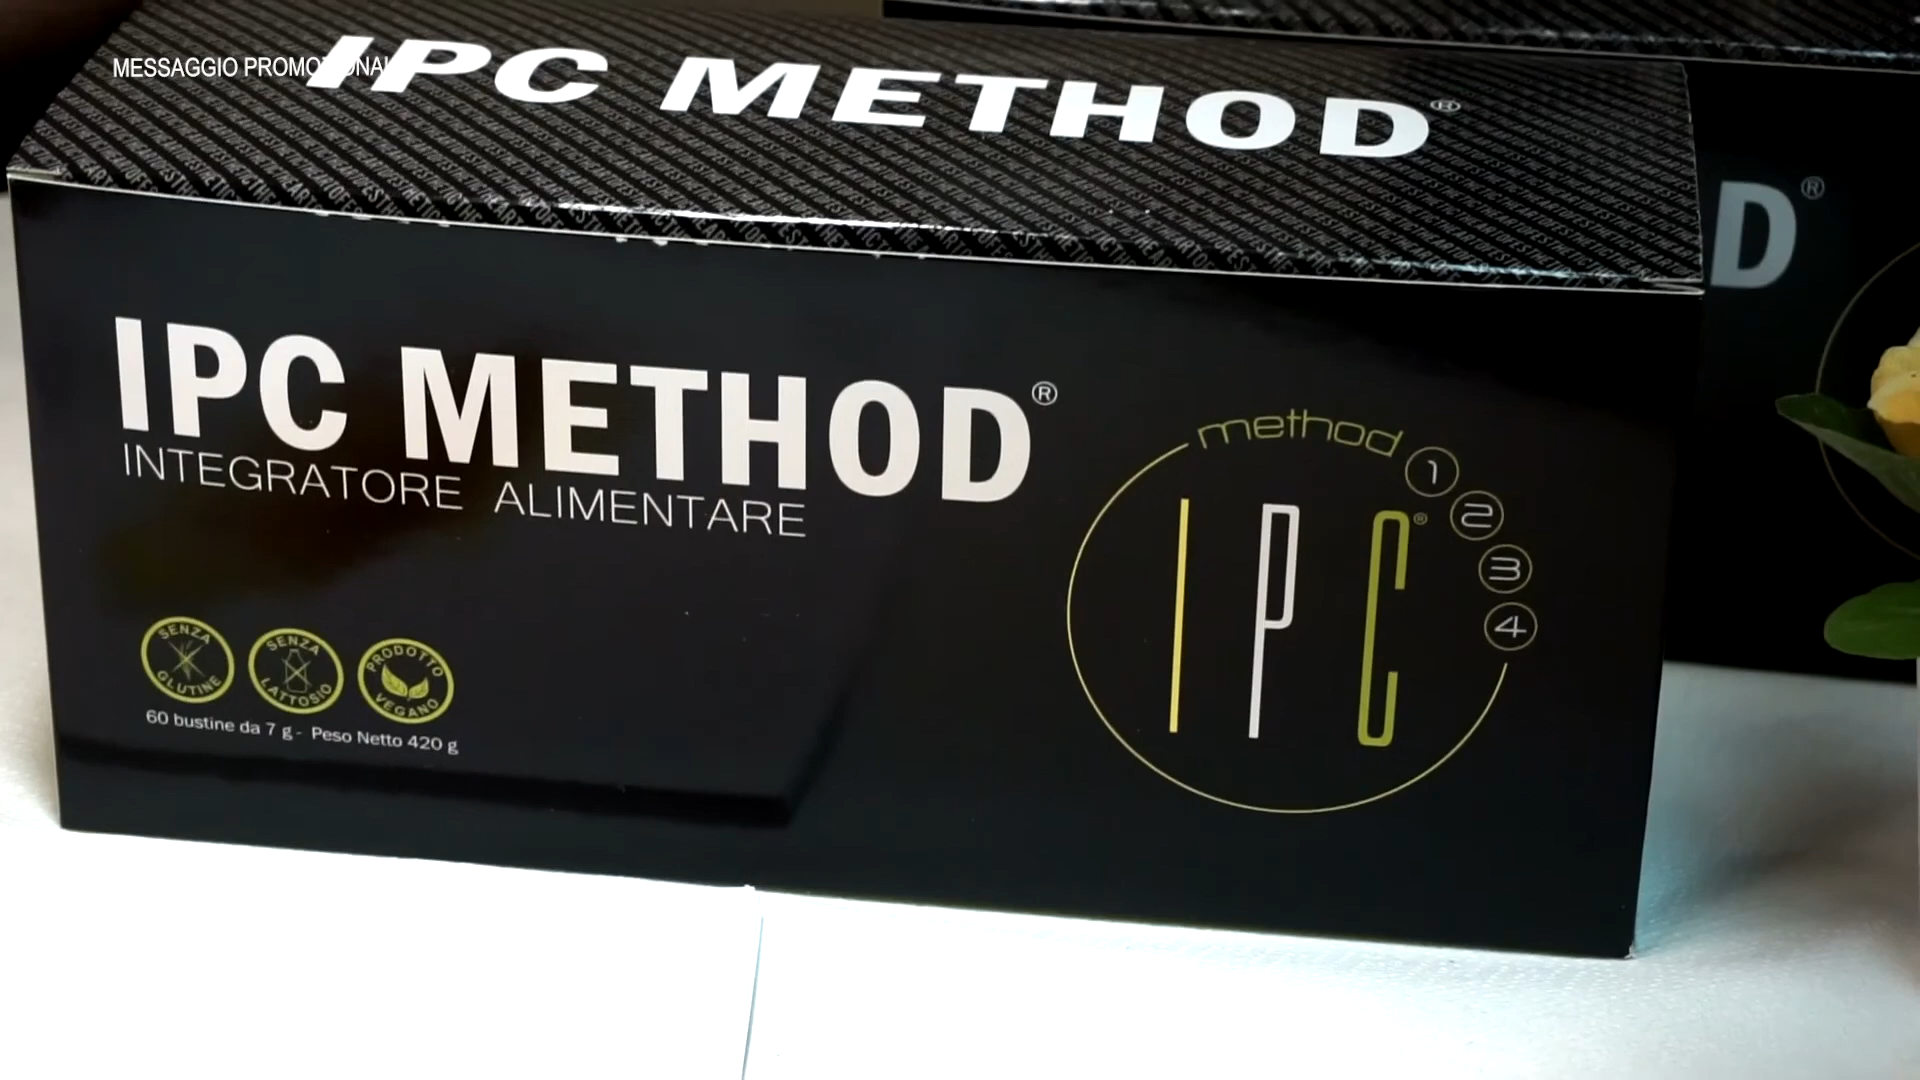 MESSAGGIO PROMOZIONALE
IPC METHOD®
D®
IPC METHOD®
INTEGRATORE ALIMENTARE
method 1 2 3 4
IPC®
SENZA GLUTINE
SENZA LATTOSIO
PRODOTTO VEGANO
60 bustine da 7 g - Peso Netto 420 g